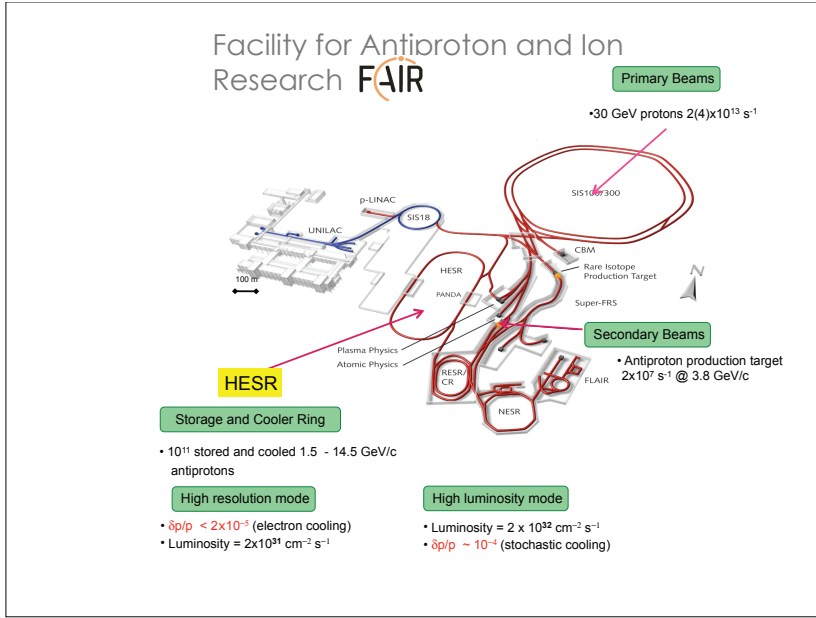 Facility for Antiproton and Ion
Research FAIR
Primary Beams
•30 GeV protons 2(4)x10¹³ s⁻¹
SIS100/300
p-LINAC
SIS18
UNILAC
CBM
100 m
HESR
Rare Isotope
Production Target
N
PANDA
Super-FRS
Plasma Physics
Atomic Physics
Secondary Beams
• Antiproton production target
2x10⁷ s⁻¹ @ 3.8 GeV/c
HESR
RESR/
CR
FLAIR
NESR
Storage and Cooler Ring
• 10¹¹ stored and cooled 1.5 - 14.5 GeV/c
antiprotons
High resolution mode
• δp/p < 2x10⁻⁵ (electron cooling)
• Luminosity = 2x10³¹ cm⁻² s⁻¹
High luminosity mode
• Luminosity = 2 x 10³² cm⁻² s⁻¹
• δp/p ~ 10⁻⁴ (stochastic cooling)